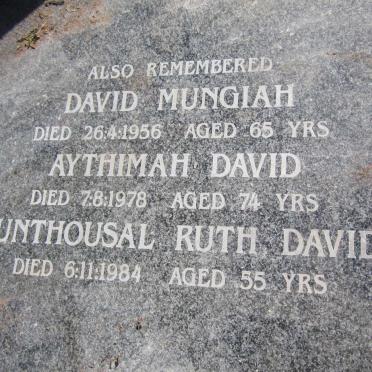 ALSO REMEMBERED
DAVID MUNGIAH
DIED 26:4:1956 AGED 65 YRS
AYTHIMAH DAVID
DIED 7:8:1978 AGED 74 YRS
UNTHOUSAL RUTH DAVID
DIED 6:11:1984 AGED 55 YRS